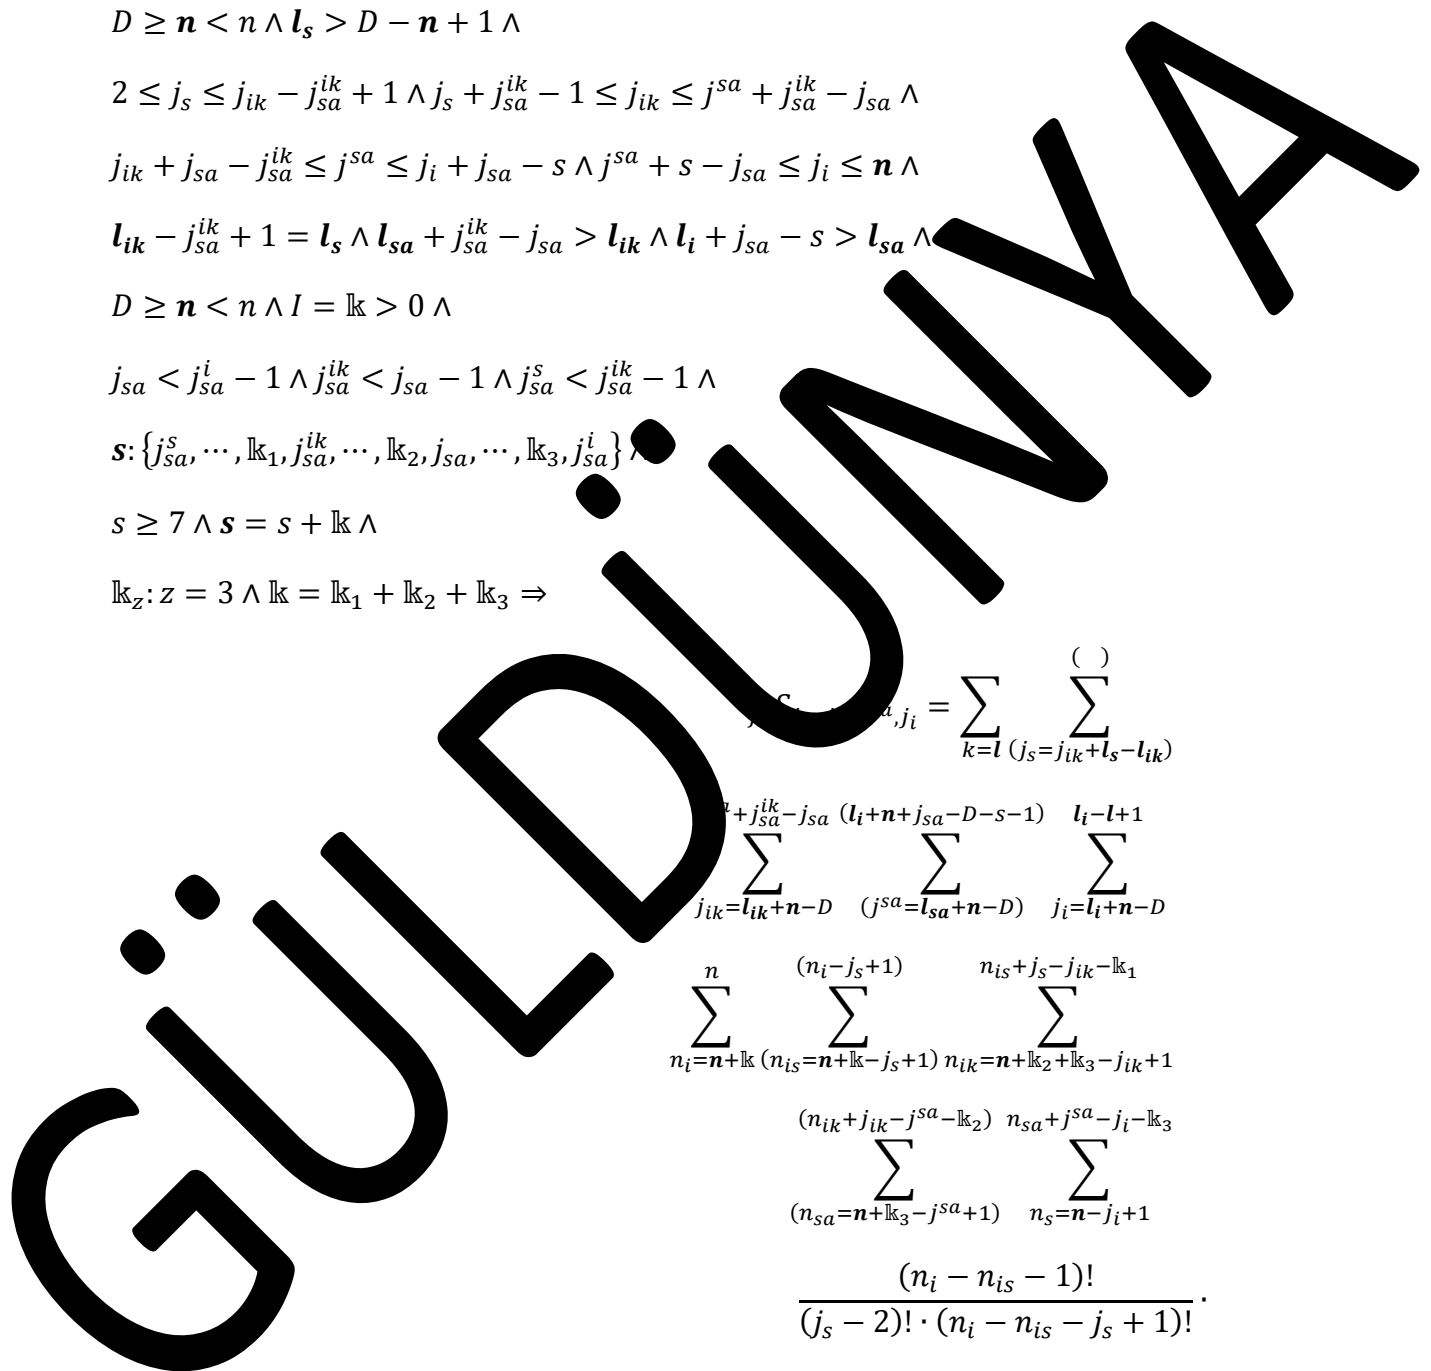 D ≥ 𝒏 < n ∧ 𝒍_𝒔 > D − 𝒏 + 1 ∧
2 ≤ j_s ≤ j_{ik} − j_{sa}^{ik} + 1 ∧ j_s + j_{sa}^{ik} − 1 ≤ j_{ik} ≤ j^{sa} + j_{sa}^{ik} − j_{sa} ∧
j_{ik} + j_{sa} − j_{sa}^{ik} ≤ j^{sa} ≤ j_i + j_{sa} − s ∧ j^{sa} + s − j_{sa} ≤ j_i ≤ 𝒏 ∧
𝒍_{𝒊𝒌} − j_{sa}^{ik} + 1 = 𝒍_𝒔 ∧ 𝒍_{𝒔𝒂} + j_{sa}^{ik} − j_{sa} > 𝒍_{𝒊𝒌} ∧ 𝒍_𝒊 + j_{sa} − s > 𝒍_{𝒔𝒂} ∧
D ≥ 𝒏 < n ∧ I = 𝕜 > 0 ∧
j_{sa} < j_{sa}^i − 1 ∧ j_{sa}^{ik} < j_{sa} − 1 ∧ j_{sa}^s < j_{sa}^{ik} − 1 ∧
𝒔: {j_{sa}^s, ⋯, 𝕜_1, j_{sa}^{ik}, ⋯, 𝕜_2, j_{sa}, ⋯, 𝕜_3, j_{sa}^i}
s ≥ 7 ∧ 𝒔 = s + 𝕜 ∧
𝕜_z: z = 3 ∧ 𝕜 = 𝕜_1 + 𝕜_2 + 𝕜_3 ⇒
_{,j_i} = ∑_{k=𝒍} ∑_{(j_s=j_{ik}+𝒍_𝒔−𝒍_{𝒊𝒌})}^{( )}
∑_{j_{ik}=𝒍_{𝒊𝒌}+𝒏−D}^{+j_{sa}^{ik}−j_{sa}} ∑_{(j^{sa}=𝒍_{𝒔𝒂}+𝒏−D)}^{(𝒍_𝒊+𝒏+j_{sa}−D−s−1)} ∑_{j_i=𝒍_𝒊+𝒏−D}^{𝒍_𝒊−𝒍+1}
∑_{n_i=𝒏+𝕜}^{n} ∑_{(n_{is}=𝒏+𝕜−j_s+1)}^{(n_i−j_s+1)} ∑_{n_{ik}=𝒏+𝕜_2+𝕜_3−j_{ik}+1}^{n_{is}+j_s−j_{ik}−𝕜_1}
∑_{(n_{sa}=𝒏+𝕜_3−j^{sa}+1)}^{(n_{ik}+j_{ik}−j^{sa}−𝕜_2)} ∑_{n_s=𝒏−j_i+1}^{n_{sa}+j^{sa}−j_i−𝕜_3}
(n_i − n_{is} − 1)!
(j_s − 2)! · (n_i − n_{is} − j_s + 1)! ·
GÜLDÜNYA